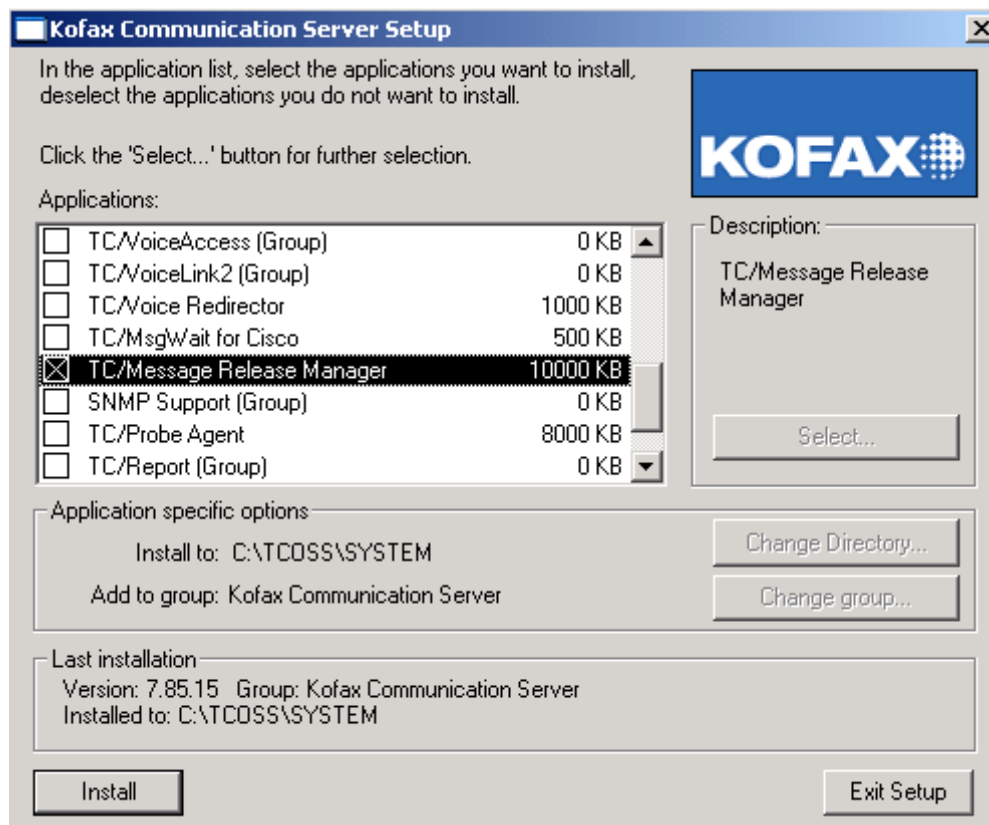 Kofax Communication Server Setup
In the application list, select the applications you want to install,
deselect the applications you do not want to install.
Click the 'Select...' button for further selection.
KOFAX
Applications:
TC/VoiceAccess (Group) 0 KB
TC/VoiceLink2 (Group) 0 KB
TC/Voice Redirector 1000 KB
TC/MsgWait for Cisco 500 KB
TC/Message Release Manager 10000 KB
SNMP Support (Group) 0 KB
TC/Probe Agent 8000 KB
TC/Report (Group) 0 KB
Description:
TC/Message Release
Manager
Select...
Application specific options
Install to: C:\TCOSS\SYSTEM
Change Directory...
Add to group: Kofax Communication Server
Change group...
Last installation
Version: 7.85.15 Group: Kofax Communication Server
Installed to: C:\TCOSS\SYSTEM
Install
Exit Setup